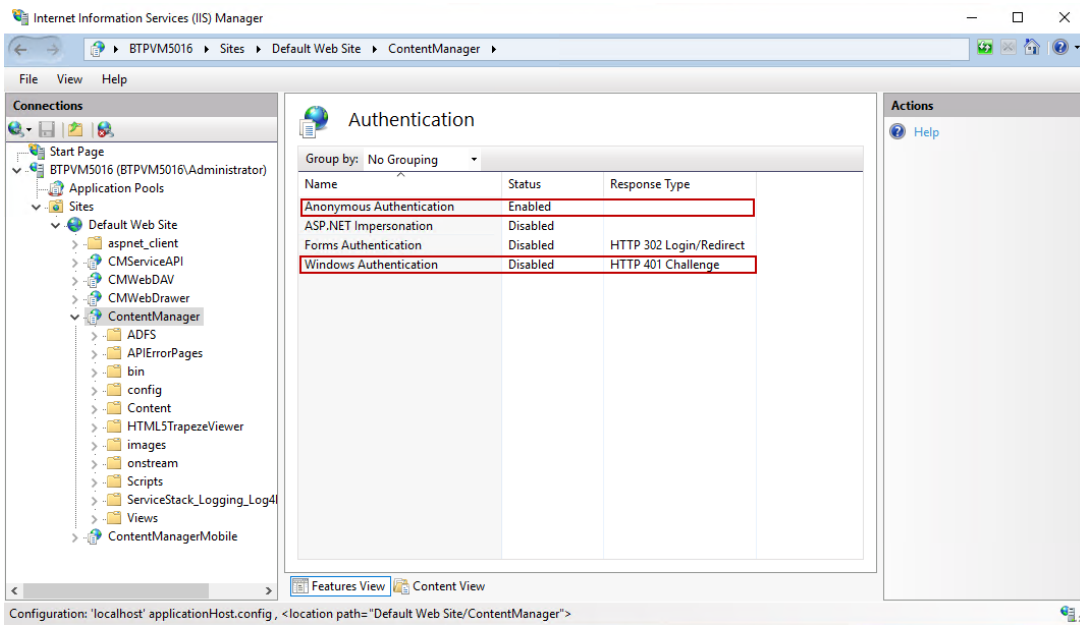 Internet Information Services (IIS) Manager
BTPVM5016 Sites Default Web Site ContentManager
File View Help
Connections
Start Page
BTPVM5016 (BTPVM5016\Administrator)
Application Pools
Sites
Default Web Site
aspnet_client
CMServiceAPI
CMWebDAV
CMWebDrawer
ContentManager
ADFS
APIErrorPages
bin
config
Content
HTML5TrapezeViewer
images
onstream
Scripts
ServiceStack_Logging_Log4
Views
ContentManagerMobile
Authentication
Group by: No Grouping
Name Status Response Type
Anonymous Authentication Enabled
ASP.NET Impersonation Disabled
Forms Authentication Disabled HTTP 302 Login/Redirect
Windows Authentication Disabled HTTP 401 Challenge
Features View Content View
Actions
Help
Configuration: 'localhost' applicationHost.config , <location path="Default Web Site/ContentManager">